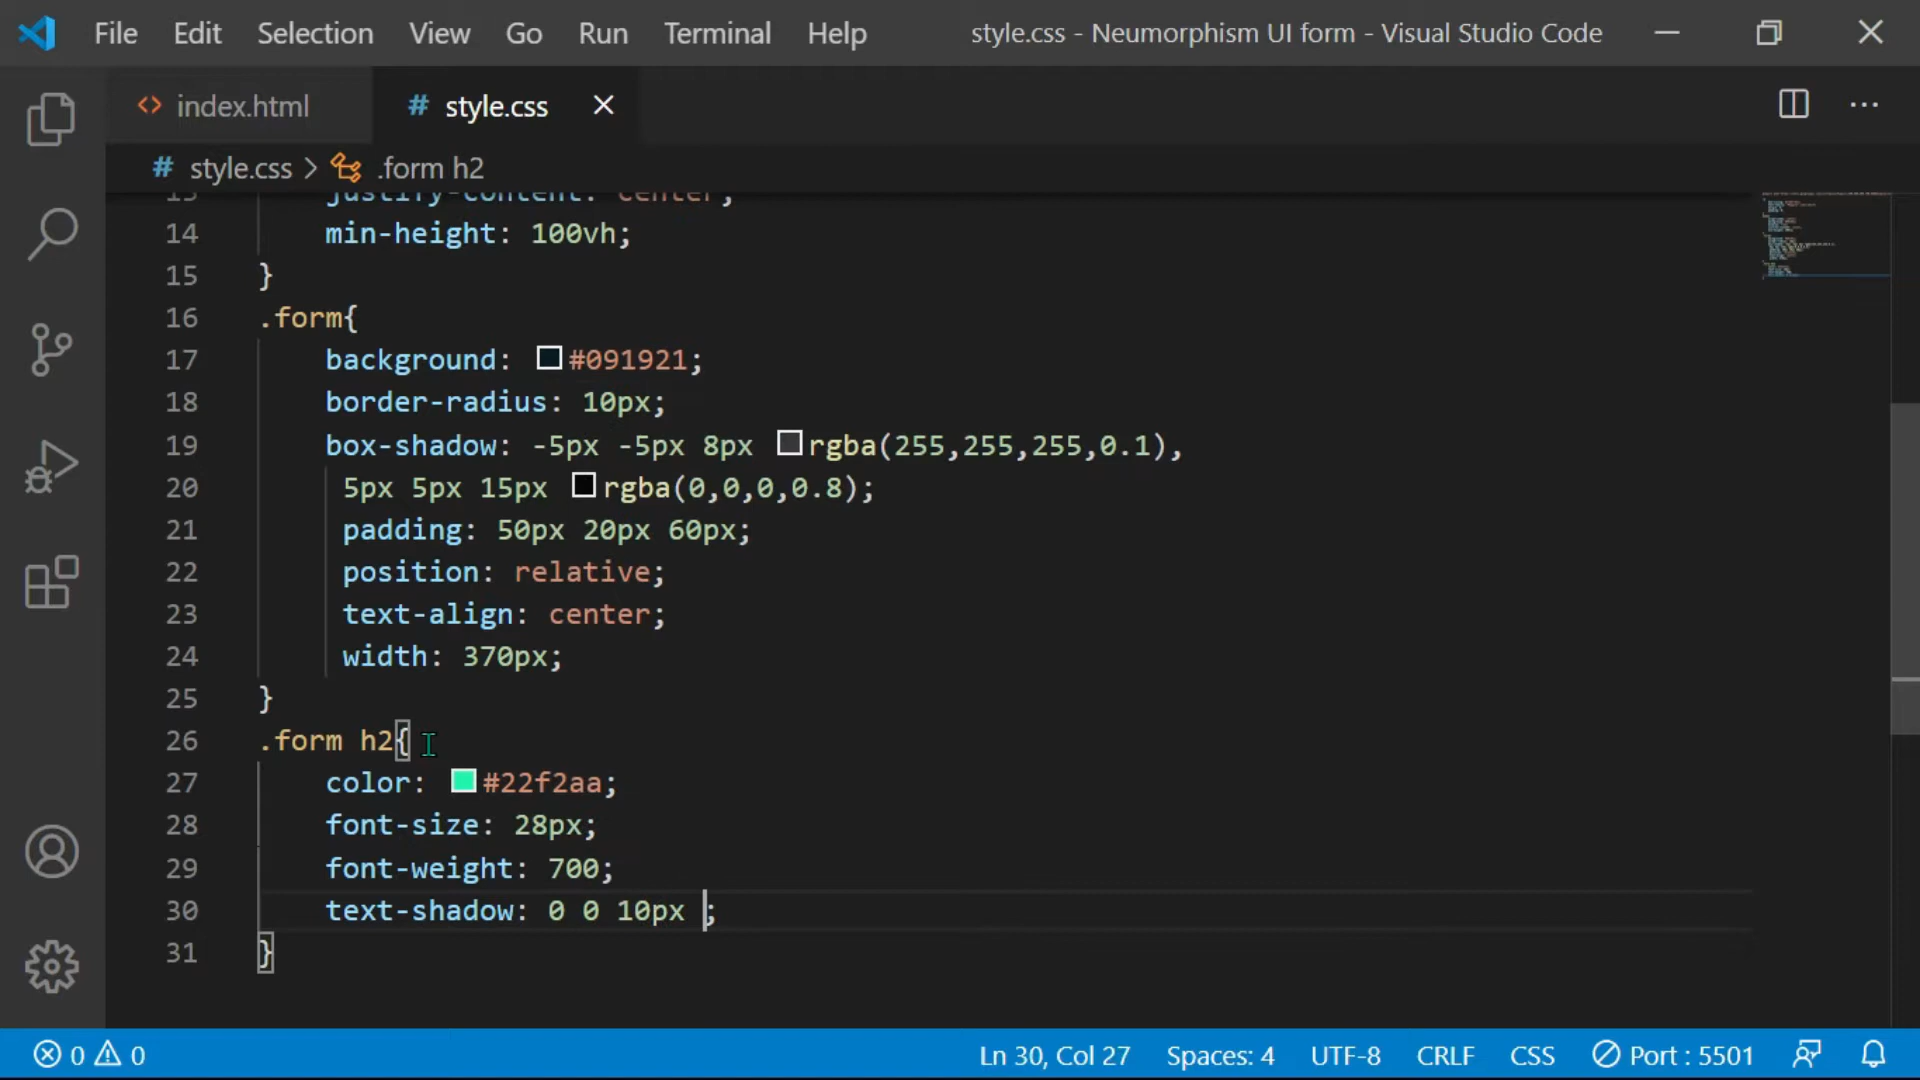 File Edit Selection View Go Run Terminal Help style.css - Neumorphism UI form - Visual Studio Code
<> index.html # style.css
# style.css > .form h2
13 justify-content: center;
14 min-height: 100vh;
15 }
16 .form{
17 background: #091921;
18 border-radius: 10px;
19 box-shadow: -5px -5px 8px rgba(255,255,255,0.1),
20 5px 5px 15px rgba(0,0,0,0.8);
21 padding: 50px 20px 60px;
22 position: relative;
23 text-align: center;
24 width: 370px;
25 }
26 .form h2{
27 color: #22f2aa;
28 font-size: 28px;
29 font-weight: 700;
30 text-shadow: 0 0 10px ;
31 }
0 0 Ln 30, Col 27 Spaces: 4 UTF-8 CRLF CSS Port : 5501